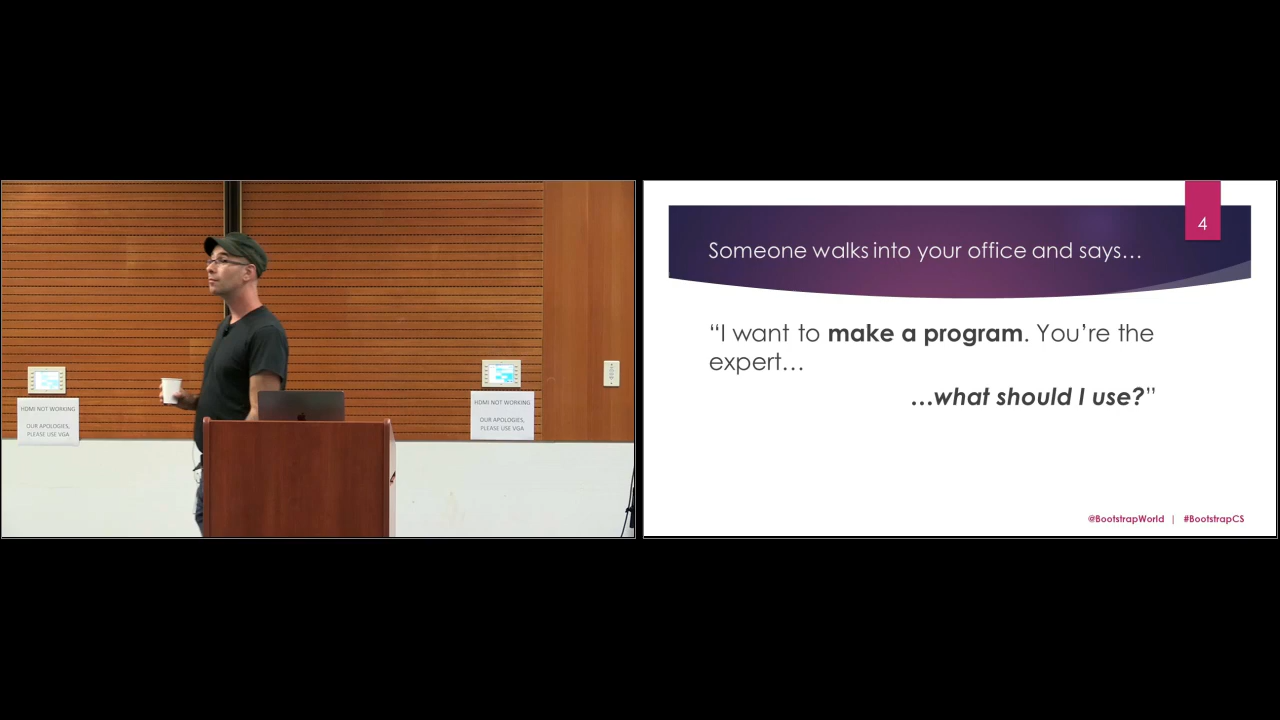 HDMI NOT WORKING
OUR APOLOGIES,
PLEASE USE VGA
HDMI NOT WORKING
OUR APOLOGIES,
PLEASE USE VGA
4
Someone walks into your office and says…
“I want to make a program. You’re the
expert…
…what should I use?”
@BootstrapWorld | #BootstrapCS